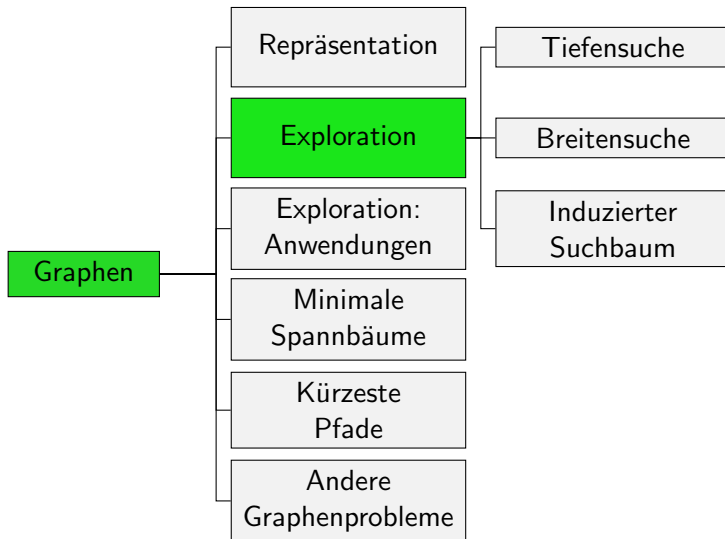 Graphen
Repräsentation
Exploration
Exploration:
Anwendungen
Minimale
Spannbäume
Kürzeste
Pfade
Andere
Graphenprobleme
Tiefensuche
Breitensuche
Induzierter
Suchbaum